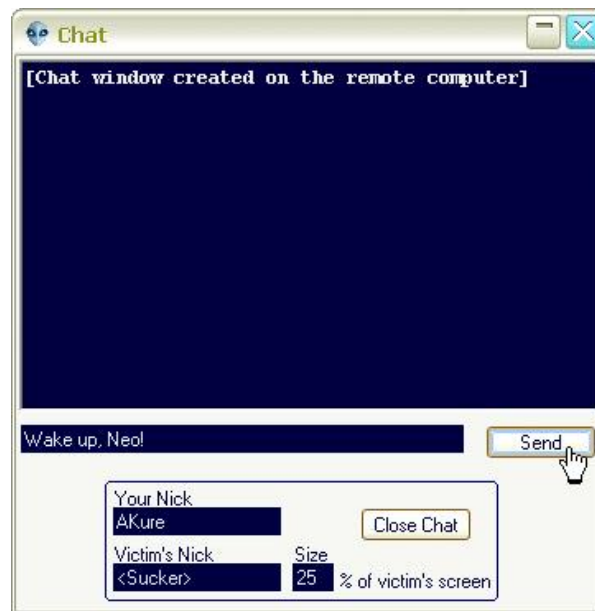 Chat
[Chat window created on the remote computer]
Wake up, Neo!
Send
Your Nick
AKure
Close Chat
Victim's Nick
Size
<Sucker>
25 % of victim's screen